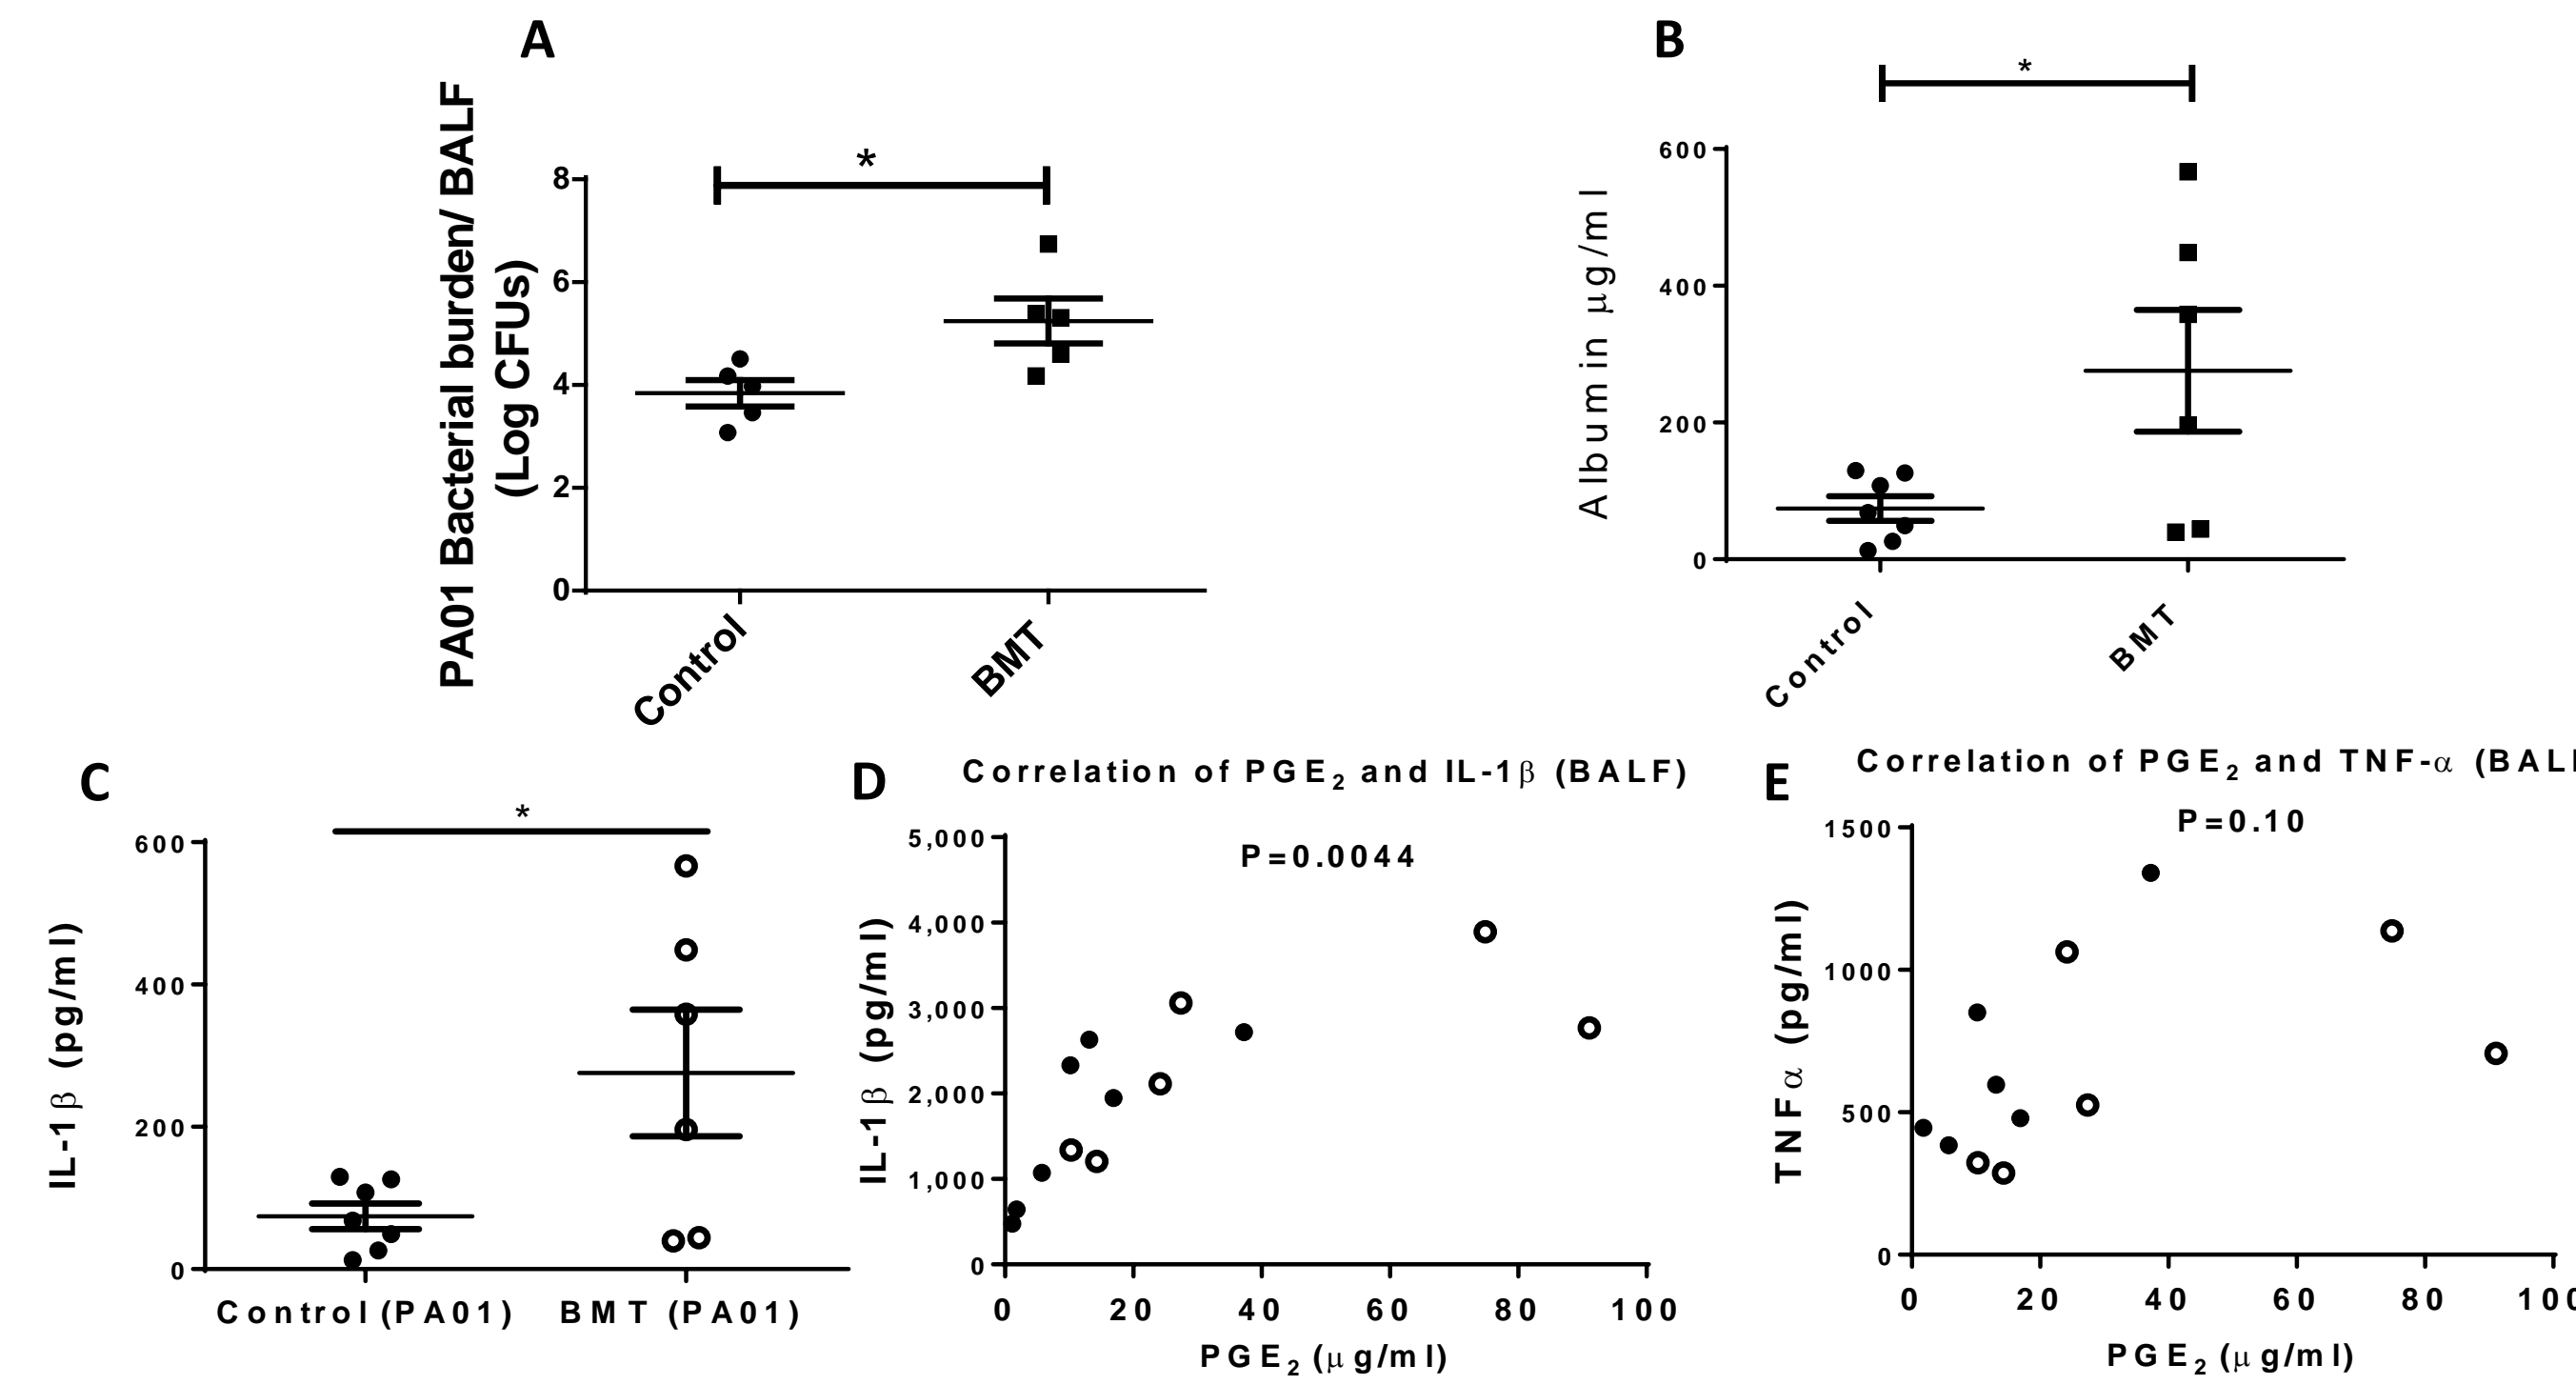 A
PA01 Bacterial burden/ BALF
(Log CFUs)
*
8
6
4
2
0
Control
BMT
B
*
Albumin µg/ml
600
400
200
0
Control
BMT
C
*
IL-1β (pg/ml)
600
400
200
0
Control (PA01)
BMT (PA01)
D
Correlation of PGE2 and IL-1β (BALF)
P=0.0044
IL-1β (pg/ml)
5,000
4,000
3,000
2,000
1,000
0
0 20 40 60 80 100
PGE2 (µg/ml)
E
Correlation of PGE2 and TNF-α (BAL
P=0.10
TNFα (pg/ml)
1500
1000
500
0
0 20 40 60 80 100
PGE2 (µg/ml)